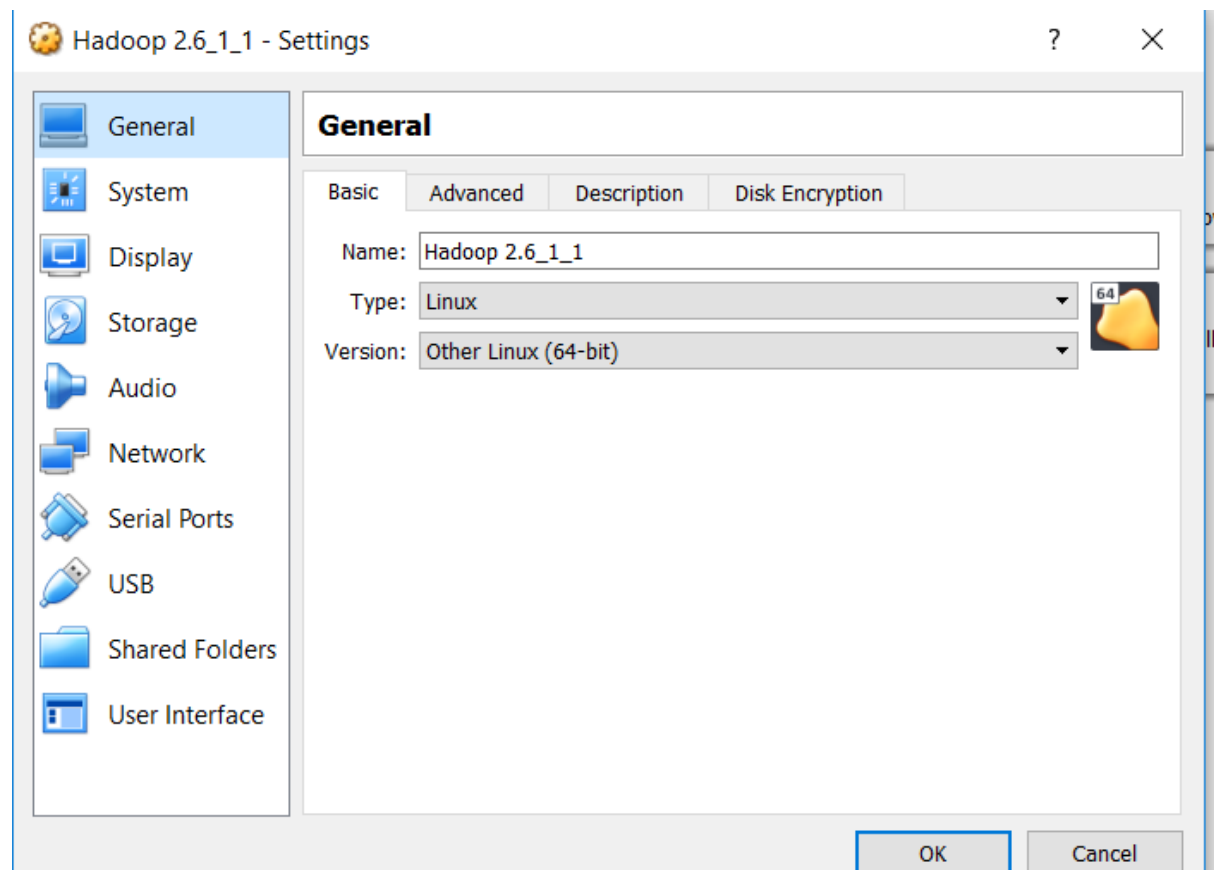 Hadoop 2.6_1_1 - Settings ?
General
System
Display
Storage
Audio
Network
Serial Ports
USB
Shared Folders
User Interface
General
Basic Advanced Description Disk Encryption
Name: Hadoop 2.6_1_1
Type: Linux
64
Version: Other Linux (64-bit)
OK Cancel